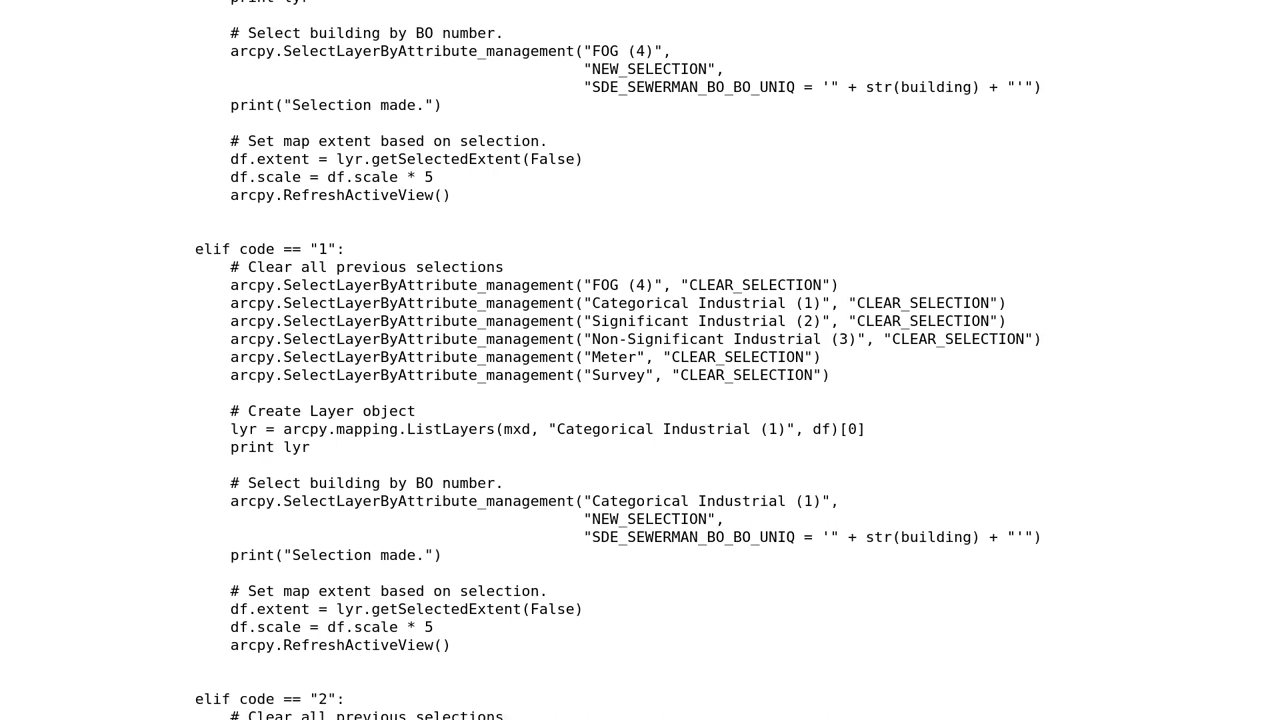 print lyr
# Select building by BO number.
arcpy.SelectLayerByAttribute_management("FOG (4)",
"NEW_SELECTION",
"SDE_SEWERMAN_BO_BO_UNIQ = '" + str(building) + "'")
print("Selection made.")
# Set map extent based on selection.
df.extent = lyr.getSelectedExtent(False)
df.scale = df.scale * 5
arcpy.RefreshActiveView()
elif code == "1":
# Clear all previous selections
arcpy.SelectLayerByAttribute_management("FOG (4)", "CLEAR_SELECTION")
arcpy.SelectLayerByAttribute_management("Categorical Industrial (1)", "CLEAR_SELECTION")
arcpy.SelectLayerByAttribute_management("Significant Industrial (2)", "CLEAR_SELECTION")
arcpy.SelectLayerByAttribute_management("Non-Significant Industrial (3)", "CLEAR_SELECTION")
arcpy.SelectLayerByAttribute_management("Meter", "CLEAR_SELECTION")
arcpy.SelectLayerByAttribute_management("Survey", "CLEAR_SELECTION")
# Create Layer object
lyr = arcpy.mapping.ListLayers(mxd, "Categorical Industrial (1)", df)[0]
print lyr
# Select building by BO number.
arcpy.SelectLayerByAttribute_management("Categorical Industrial (1)",
"NEW_SELECTION",
"SDE_SEWERMAN_BO_BO_UNIQ = '" + str(building) + "'")
print("Selection made.")
# Set map extent based on selection.
df.extent = lyr.getSelectedExtent(False)
df.scale = df.scale * 5
arcpy.RefreshActiveView()
elif code == "2":
# Clear all previous selections